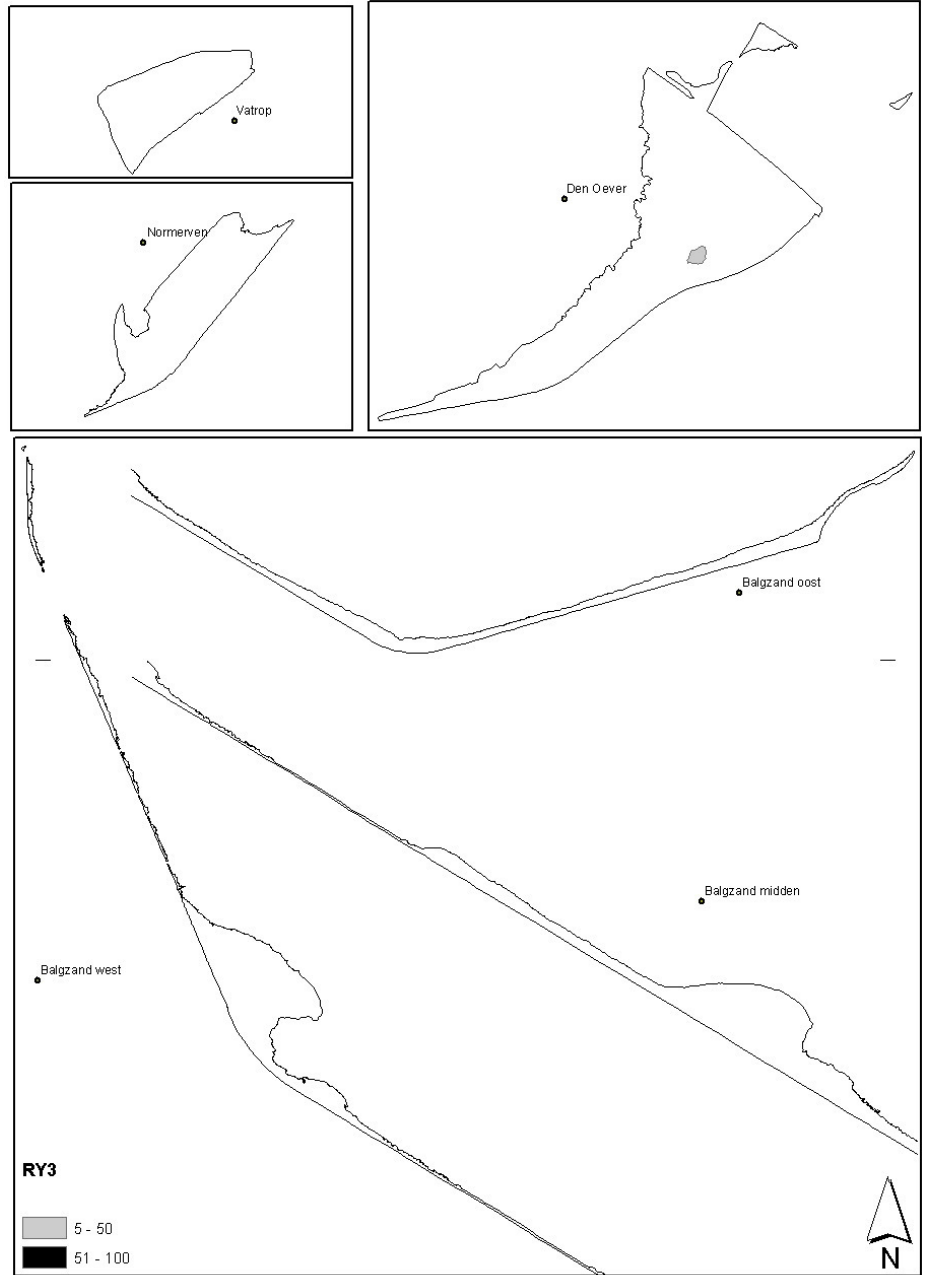 Vatrop
Normerven
Den Oever
Balgzand oost
Balgzand midden
Balgzand west
RY3
5 - 50
51 - 100
N